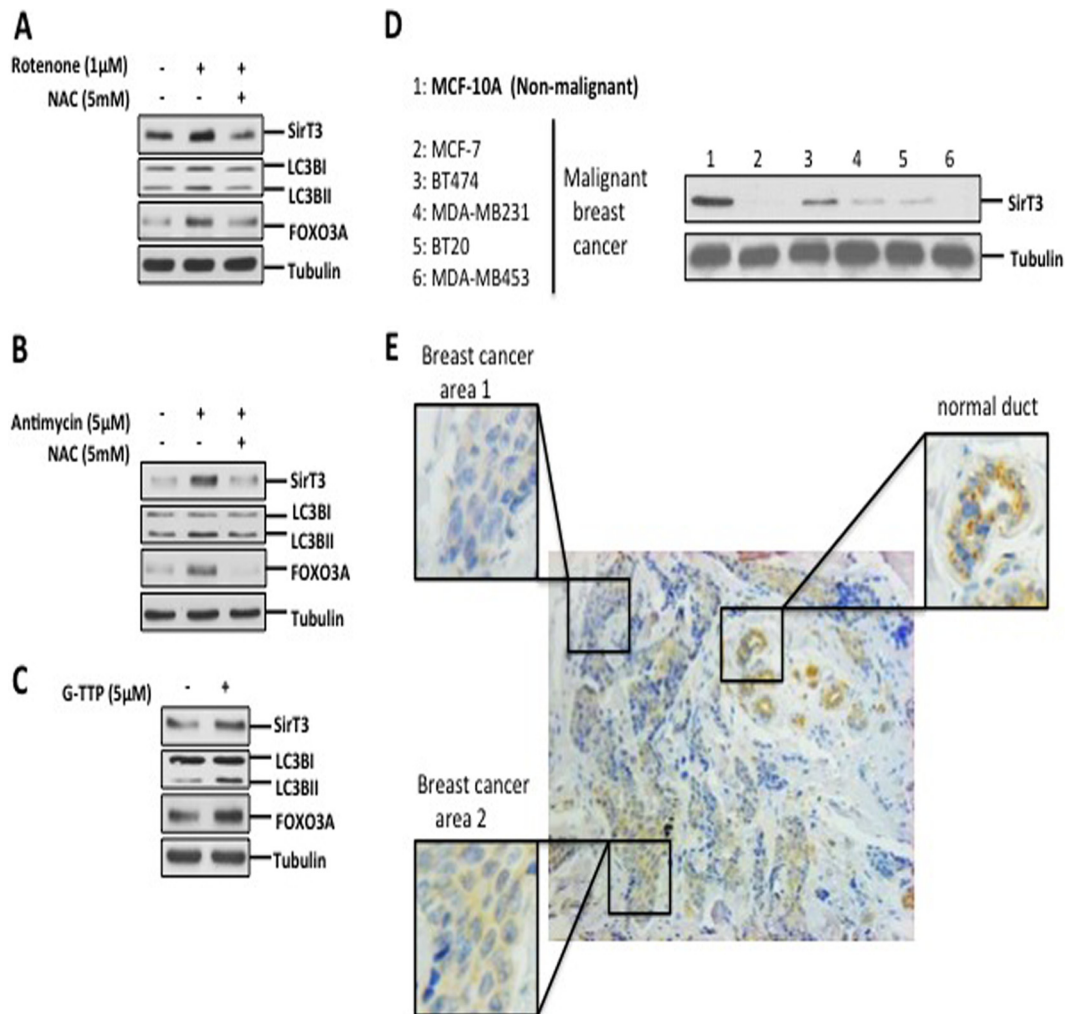 A
Rotenone (1µM) - + +
NAC (5mM) - - +
SirT3
LC3BI
LC3BII
FOXO3A
Tubulin
B
Antimycin (5µM) - + +
NAC (5mM) - - +
SirT3
LC3BI
LC3BII
FOXO3A
Tubulin
C
G-TTP (5µM) - +
SirT3
LC3BI
LC3BII
FOXO3A
Tubulin
D
1: MCF-10A (Non-malignant)
2: MCF-7
3: BT474
4: MDA-MB231
5: BT20
6: MDA-MB453
Malignant
breast
cancer
1 2 3 4 5 6
SirT3
Tubulin
E
Breast cancer
area 1
normal duct
Breast cancer
area 2